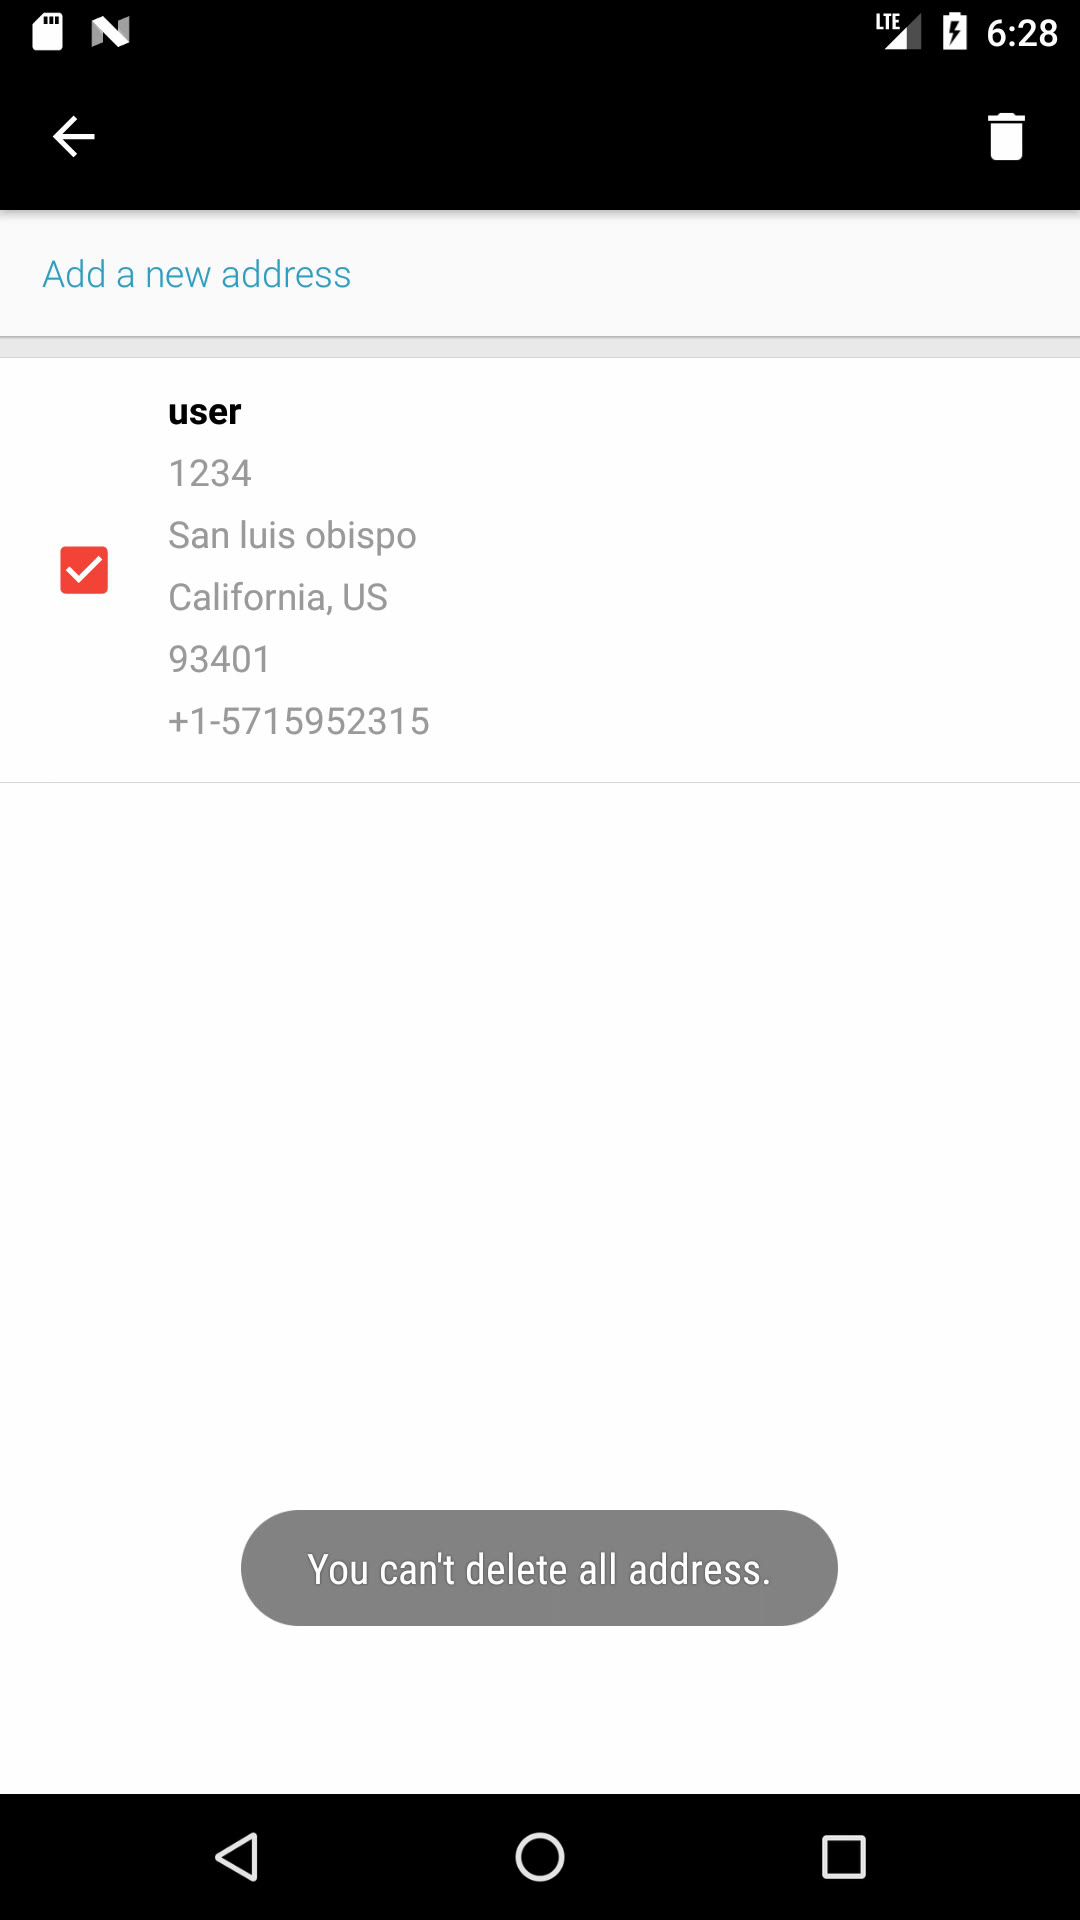 LTE 6:28
Add a new address
user
1234
San luis obispo
California, US
93401
+1-5715952315
You can't delete all address.